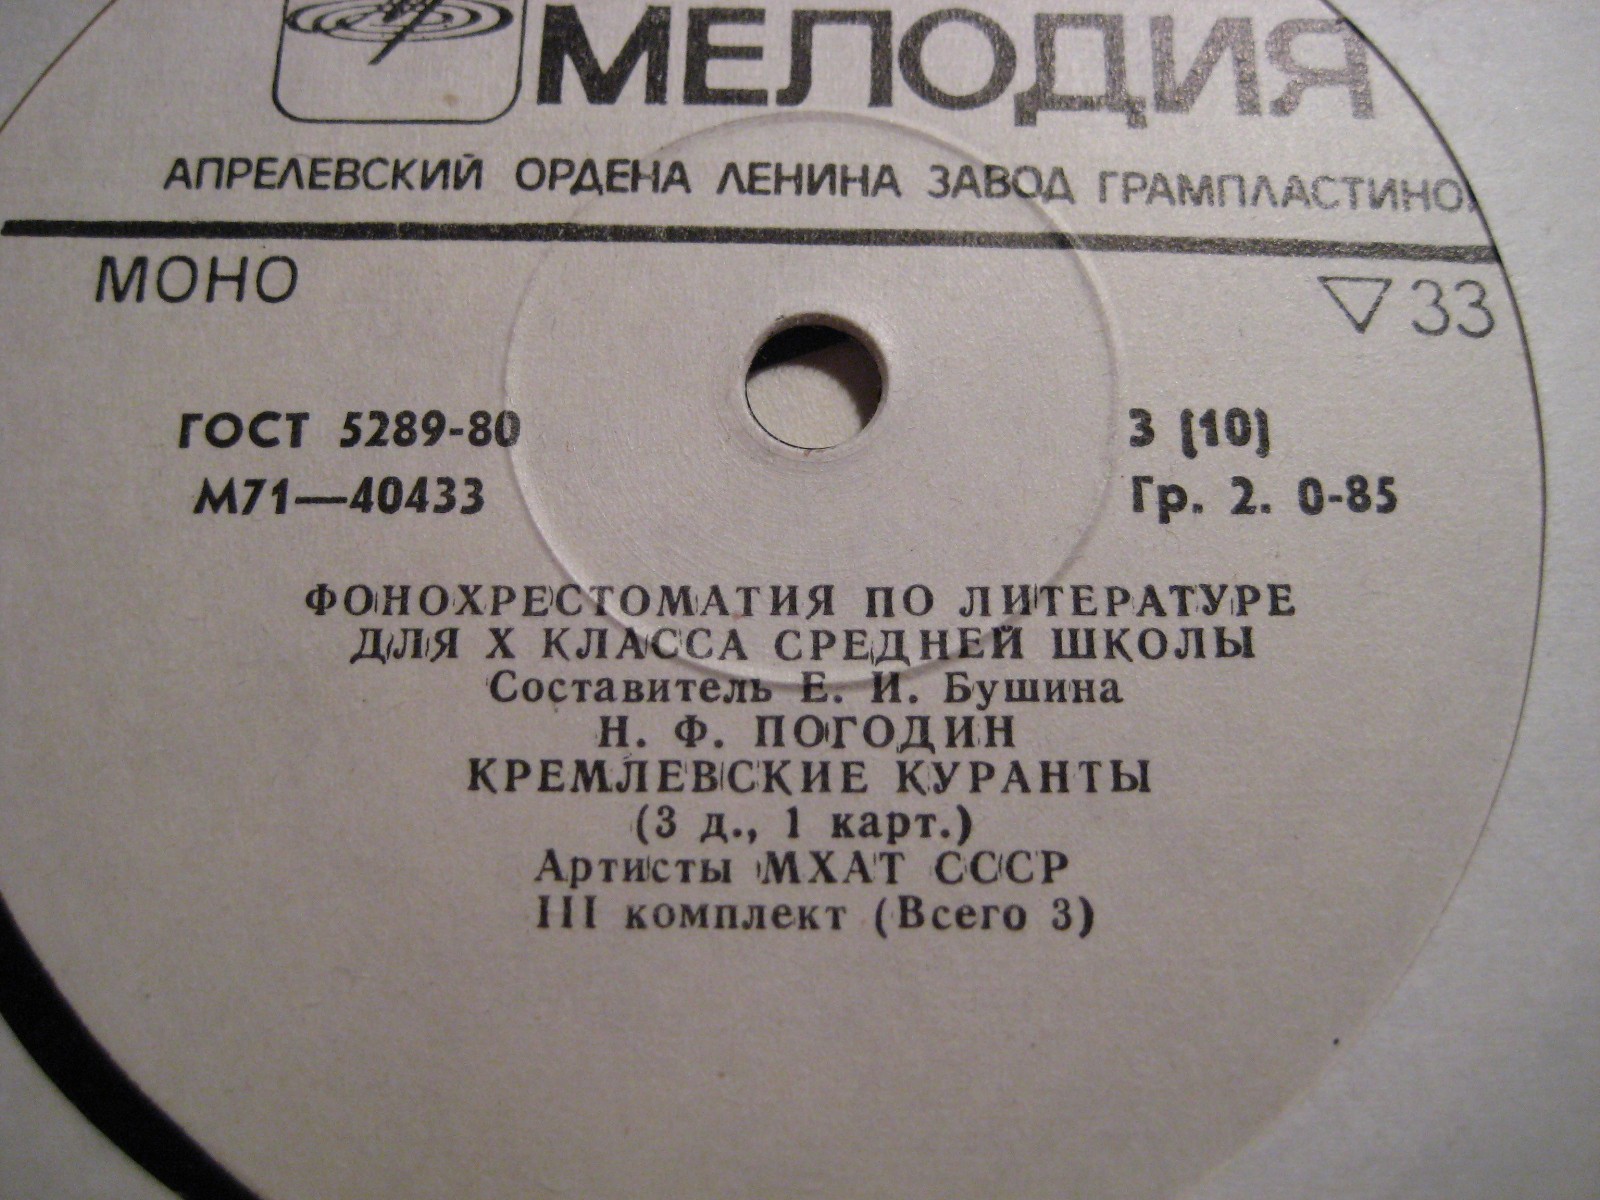 МЕЛОДИЯ
АПРЕЛЕВСКИЙ ОРДЕНА ЛЕНИНА ЗАВОД
МОНО ▽ 33
ГОСТ 5289-80 3 (10)
М71—40433 Гр. 2. 0-85
ФОНОХРЕСТОМАТИЯ ПО ЛИТЕРАТУРЕ
ДЛЯ X КЛАССА СРЕДНЕЙ ШКОЛЫ
Составитель Е. И. Бушина
Н. Ф. ПОГОДИН
КРЕМЛЕВСКИЕ КУРАНТЫ
(3 д., 1 карт.)
Артисты МХАТ СССР
III комплект (Всего 3)